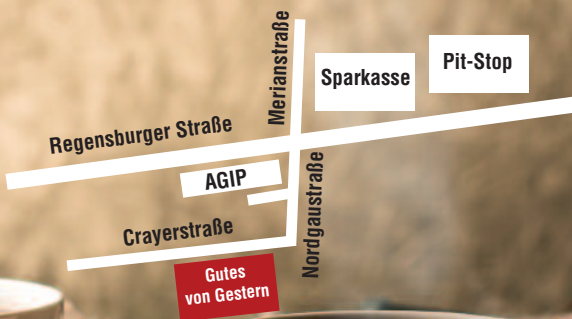 Merianstraße
Sparkasse
Pit-Stop
Regensburger Straße
AGIP
Nordgaustraße
Crayerstraße
Gutes
von Gestern